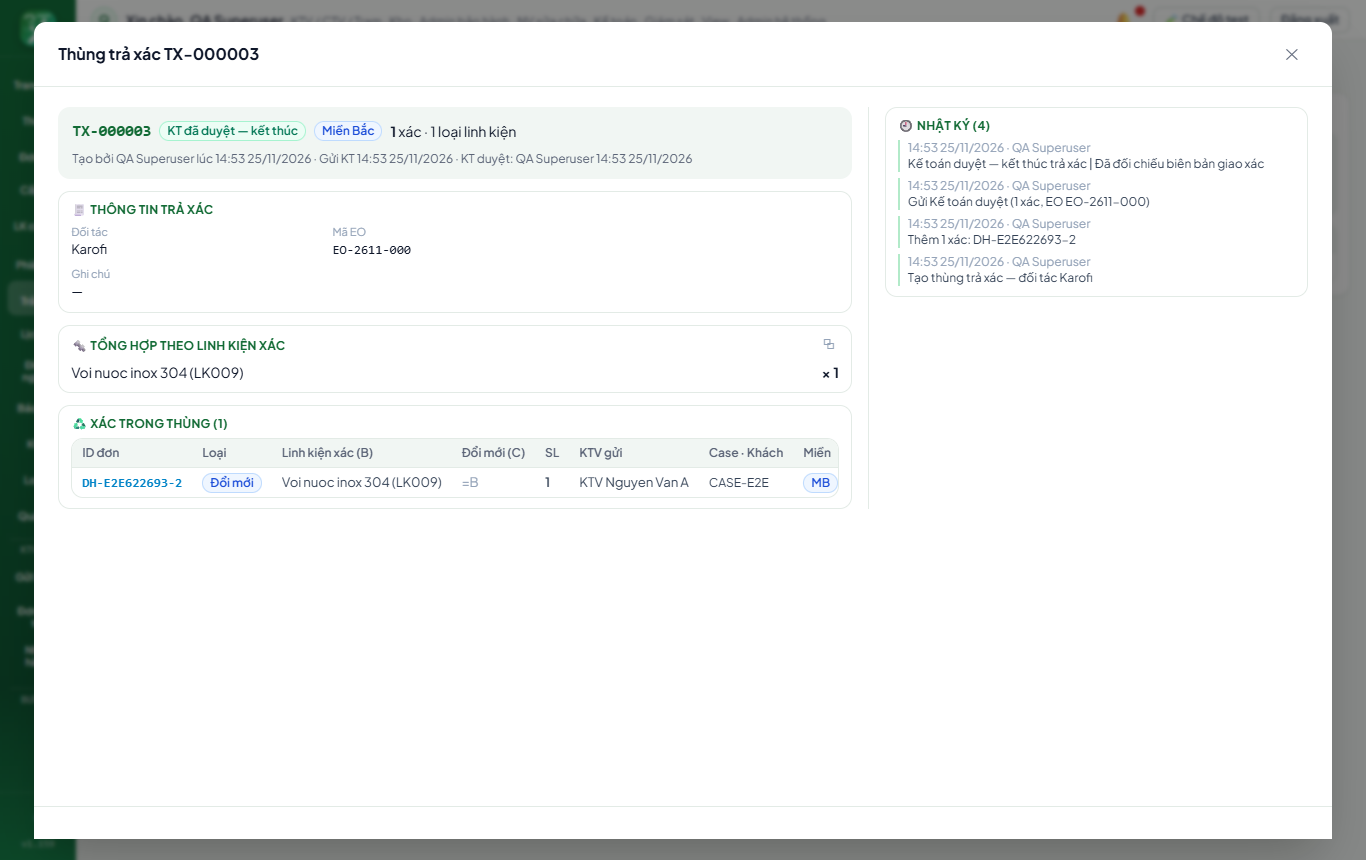 Thùng trả xác TX-000003
TX-000003 KT đã duyệt — kết thúc Miền Bắc 1 xác · 1 loại linh kiện
Tạo bởi QA Superuser lúc 14:53 25/11/2026 · Gửi KT 14:53 25/11/2026 · KT duyệt: QA Superuser 14:53 25/11/2026
THÔNG TIN TRẢ XÁC
Đối tác Mã EO
Karofi EO-2611-000
Ghi chú
—
TỔNG HỢP THEO LINH KIỆN XÁC
Voi nuoc inox 304 (LK009) × 1
XÁC TRONG THÙNG (1)
ID đơn Loại Linh kiện xác (B) Đổi mới (C) SL KTV gửi Case · Khách Miền
DH-E2E622693-2 Đổi mới Voi nuoc inox 304 (LK009) =B 1 KTV Nguyen Van A CASE-E2E MB
NHẬT KÝ (4)
14:53 25/11/2026 · QA Superuser
Kế toán duyệt — kết thúc trả xác | Đã đối chiếu biên bản giao xác
14:53 25/11/2026 · QA Superuser
Gửi Kế toán duyệt (1 xác, EO EO-2611-000)
14:53 25/11/2026 · QA Superuser
Thêm 1 xác: DH-E2E622693-2
14:53 25/11/2026 · QA Superuser
Tạo thùng trả xác — đối tác Karofi